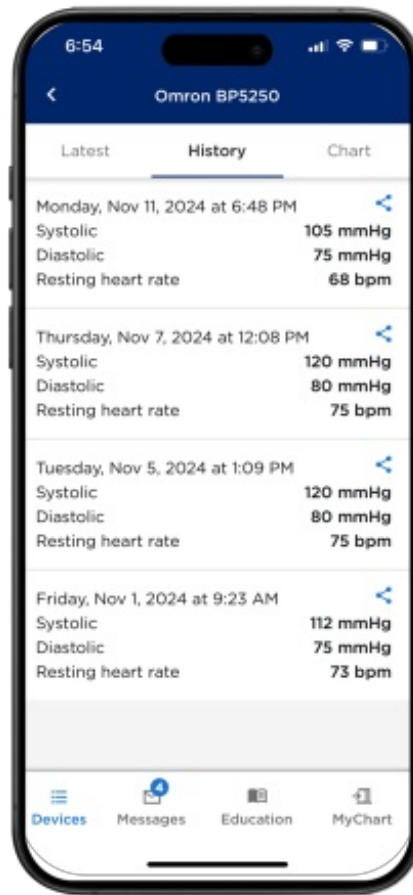 6:54
Omron BP5250
Latest History Chart
Monday, Nov 11, 2024 at 6:48 PM
Systolic 105 mmHg
Diastolic 75 mmHg
Resting heart rate 68 bpm
Thursday, Nov 7, 2024 at 12:08 PM
Systolic 120 mmHg
Diastolic 80 mmHg
Resting heart rate 75 bpm
Tuesday, Nov 5, 2024 at 1:09 PM
Systolic 120 mmHg
Diastolic 80 mmHg
Resting heart rate 75 bpm
Friday, Nov 1, 2024 at 9:23 AM
Systolic 112 mmHg
Diastolic 75 mmHg
Resting heart rate 73 bpm
4
Devices Messages Education MyChart